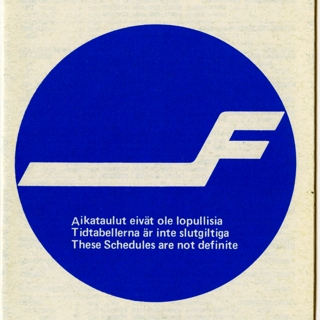 F
Aikataulut eivät ole lopullisia
Tidtabellerna är inte slutgiltiga
These Schedules are not definite